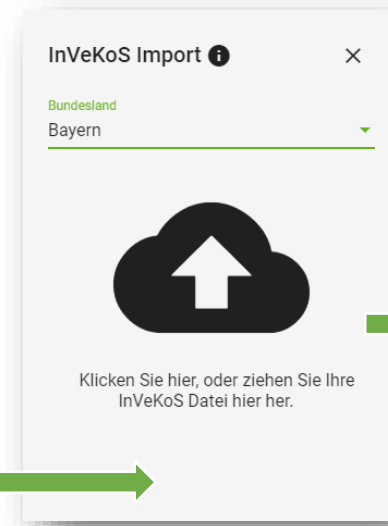 InVeKoS Import
Bundesland
Bayern
Klicken Sie hier, oder ziehen Sie Ihre
InVeKoS Datei hier her.